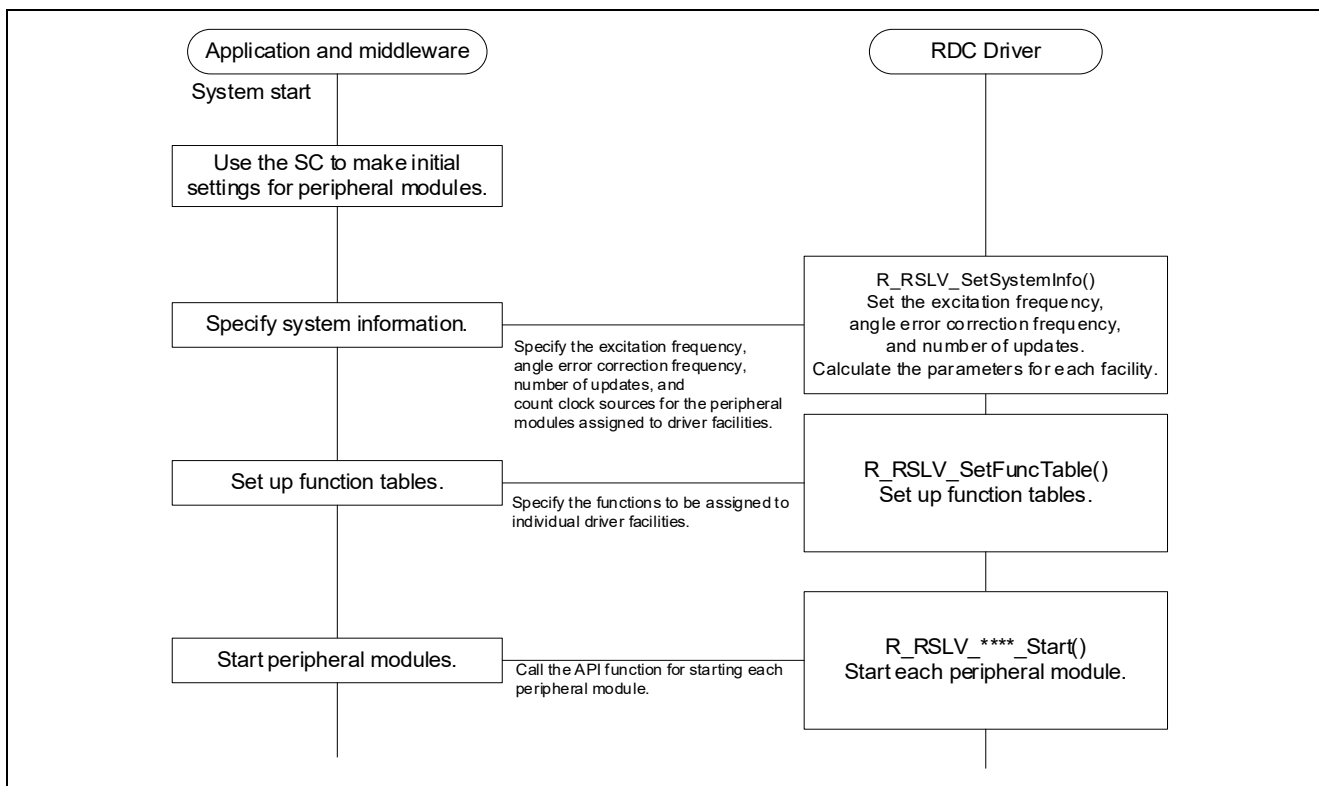 Application and middleware
RDC Driver
System start
Use the SC to make initial
settings for peripheral modules.
R_RSLV_SetSystemInfo()
Set the excitation frequency,
angle error correction frequency,
and number of updates.
Calculate the parameters for each facility.
Specify system information.
Specify the excitation frequency,
angle error correction frequency,
number of updates, and
count clock sources for the peripheral
modules assigned to driver facilities.
Set up function tables.
R_RSLV_SetFuncTable()
Set up function tables.
Specify the functions to be assigned to
individual driver facilities.
Start peripheral modules.
R_RSLV_****_Start()
Start each peripheral module.
Call the API function for starting each
peripheral module.